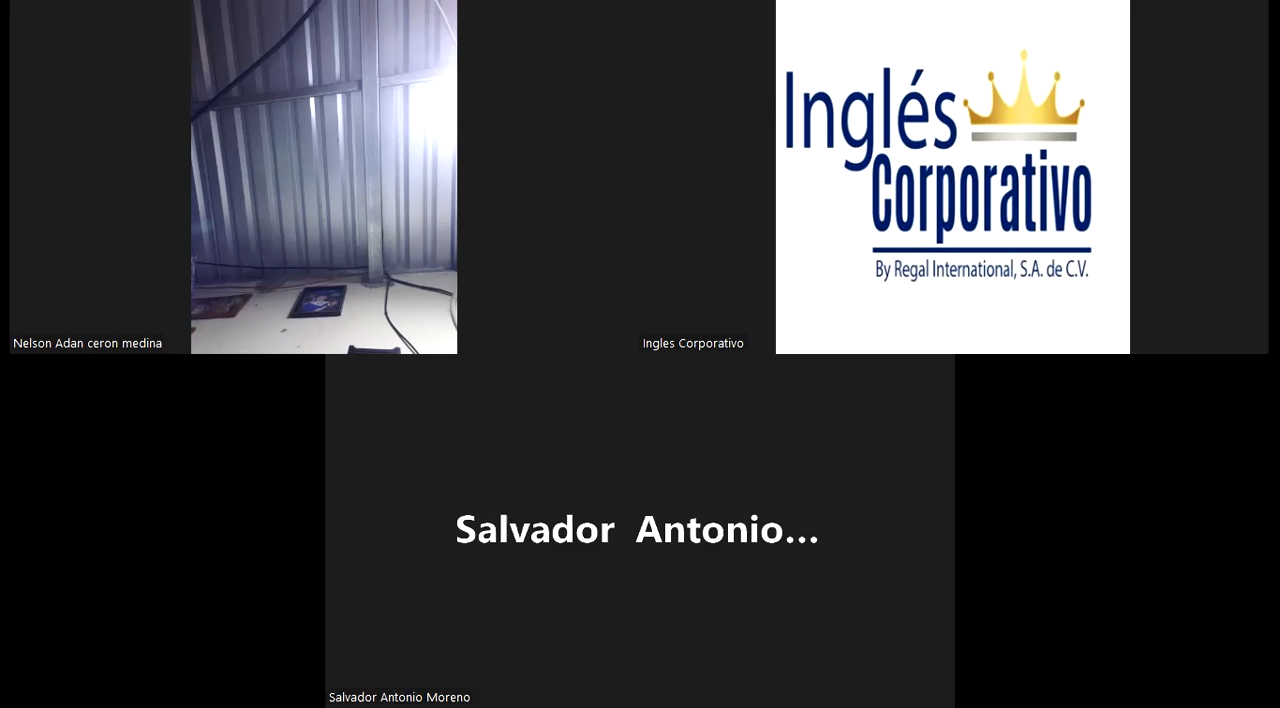 Inglés
Corporativo
By Regal International, S.A. de C.V.
Nelson Adan ceron medina
Ingles Corporativo
Salvador Antonio...
Salvador Antonio Moreno